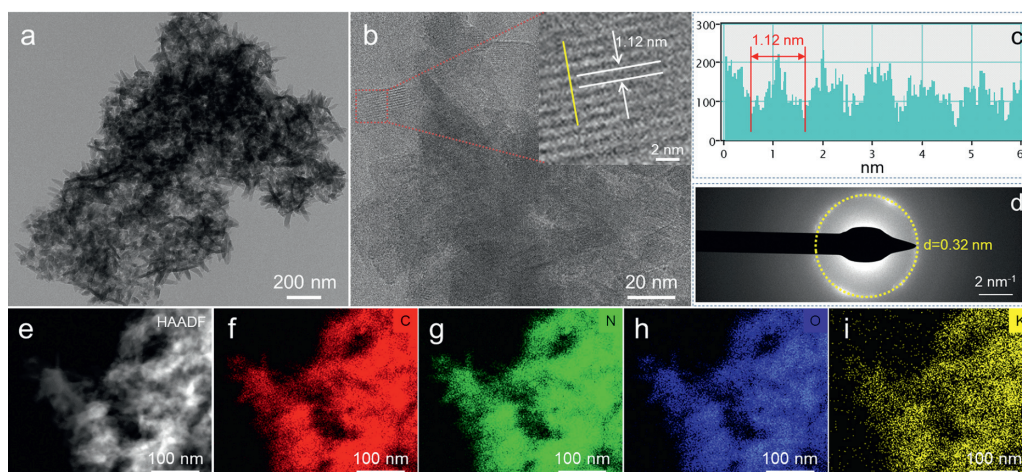 a
200 nm
b
1.12 nm
2 nm
20 nm
c
300
200
100
0
1.12 nm
0 1 2 3 4 5 6
nm
d
d=0.32 nm
2 nm⁻¹
e
HAADF
100 nm
f
C
100 nm
g
N
100 nm
h
O
100 nm
i
K
100 nm